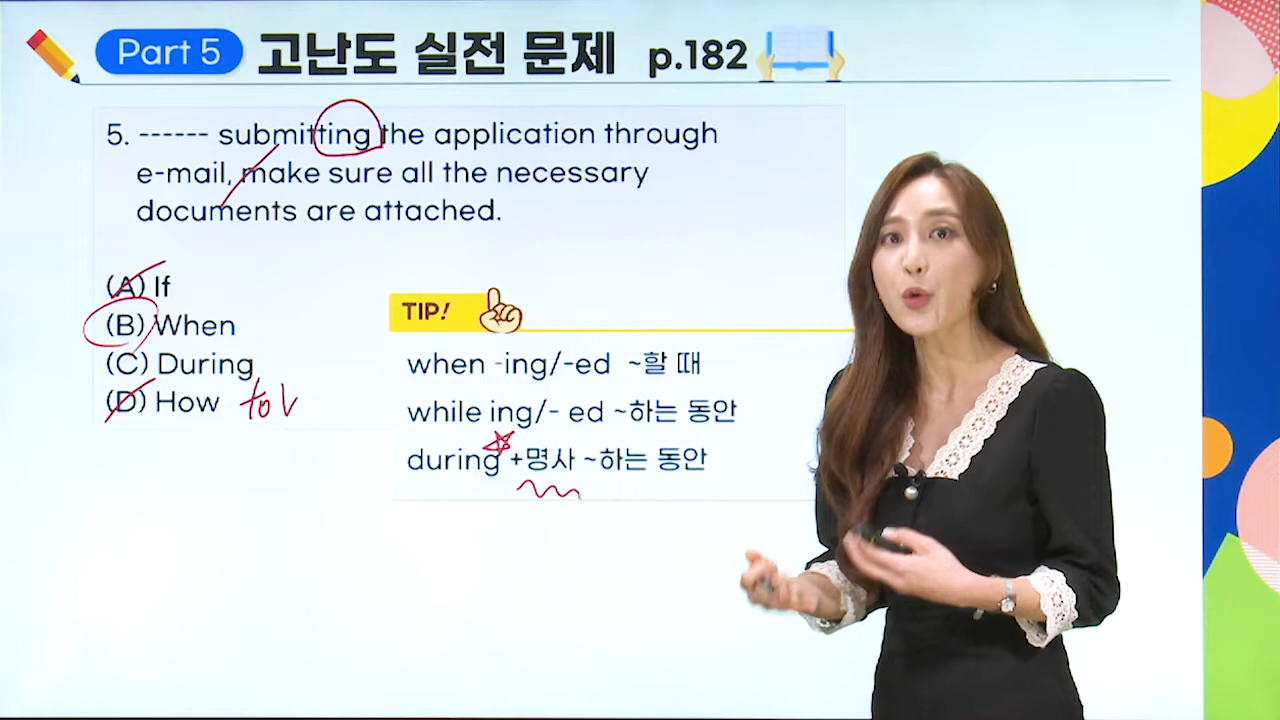 Part 5 고난도 실전 문제 p.182
5. ------ submitting the application through
e-mail, make sure all the necessary
documents are attached.
(A) If
(B) When
(C) During
(D) How to V
TIP!
when -ing/-ed ~할 때
while ing/- ed ~하는 동안
during +명사 ~하는 동안